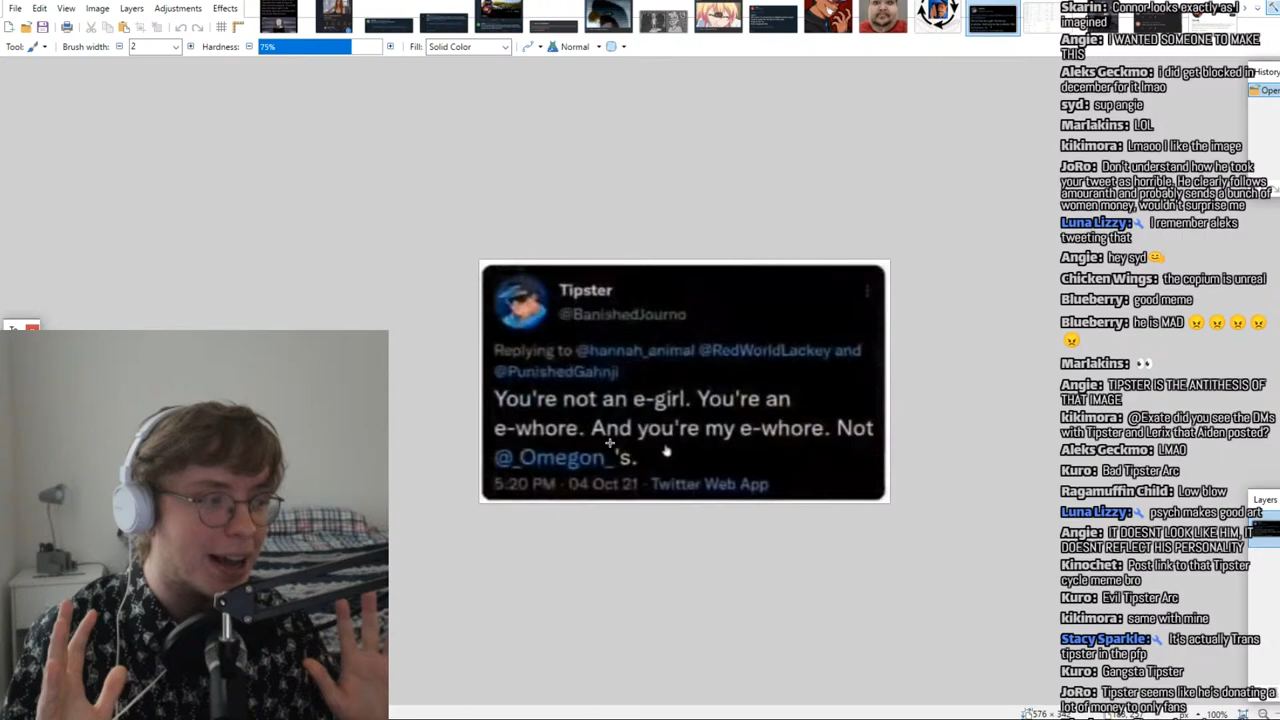 Edit
View
Image
Layers
Adjustments
Effects
Tool:
Brush width:
2
Hardness:
75%
Fill:
Solid Color
Normal
Tipster
@BanishedJourno
Replying to @hannah_animal @RedWorldLackey and
@PunishedGahnji
You're not an e-girl. You're an
e-whore. And you're my e-whore. Not
@_Omegon_'s.
5:20 PM · 04 Oct 21 · Twitter Web App
Skarin: Connor looks exactly as I
imagined
Angie: I WANTED SOMEONE TO MAKE
THIS
Aleks Geckmo: i did get blocked in
december for it lmao
syd: sup angie
Marlakins: LOL
kikimora: Lmaoo I like the image
JoRo: Don't understand how he took
your tweet as horrible. He clearly follows
amouranth and probably sends a bunch of
women money, wouldn't surprise me
Luna Lizzy: I remember aleks
tweeting that
Angie: hey syd
Chicken Wings: the copium is unreal
Blueberry: good meme
Blueberry: he is MAD
Marlakins:
Angie: TIPSTER IS THE ANTITHESIS OF
THAT IMAGE
kikimora: @Exate did you see the DMs
with Tipster and Lerix that Aiden posted?
Aleks Geckmo: LMAO
Kuro: Bad Tipster Arc
Ragamuffin Child: Low blow
Luna Lizzy: psych makes good art
Angie: IT DOESNT LOOK LIKE HIM, IT
DOESNT REFLECT HIS PERSONALITY
Kinochet: Post link to that Tipster
cycle meme bro
Kuro: Evil Tipster Arc
kikimora: same with mine
Stacy Sparkle: It's actually Trans
tipster in the pfp
Kuro: Gangsta Tipster
JoRo: Tipster seems like he's donating a
lot of money to only fans
History
Open
Layers
px
100%